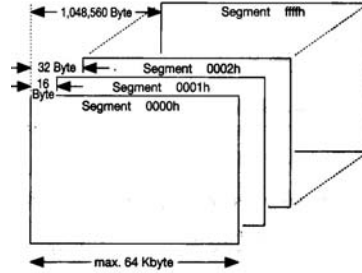 1,048,560 Byte
Segment ffffh
32 Byte
Segment 0002h
16
Byte
Segment 0001h
Segment 0000h
max. 64 Kbyte